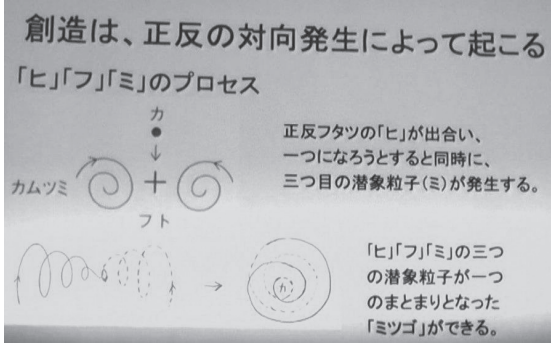 創造は、正反の対向発生によって起こる
「ヒ」「フ」「ミ」のプロセス
カ
正反フタツの「ヒ」が出合い、
一つになろうとすると同時に、
三つ目の潜象粒子(ミ)が発生する。
カムツミ
フト
「ヒ」「フ」「ミ」の三つ
の潜象粒子が一つ
のまとまりとなった
「ミツゴ」ができる。
カ